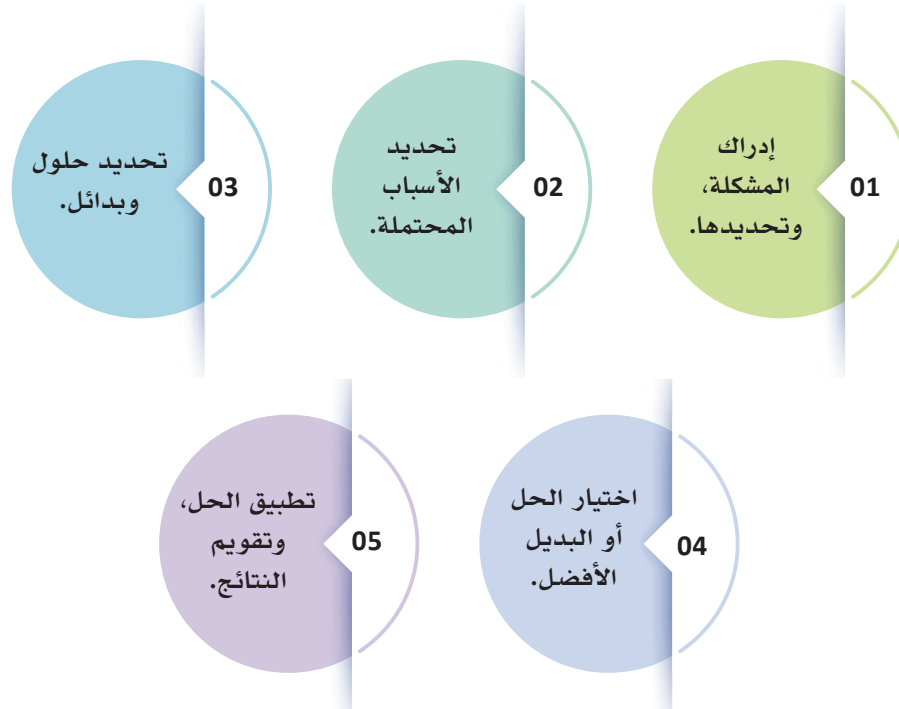 01
إدراك
المشكلة،
وتحديدها.
02
تحديد
الأسباب
المحتملة.
03
تحديد حلول
وبدائل.
04
اختيار الحل
أو البديل
الأفضل.
05
تطبيق الحل،
وتقويم
النتائج.